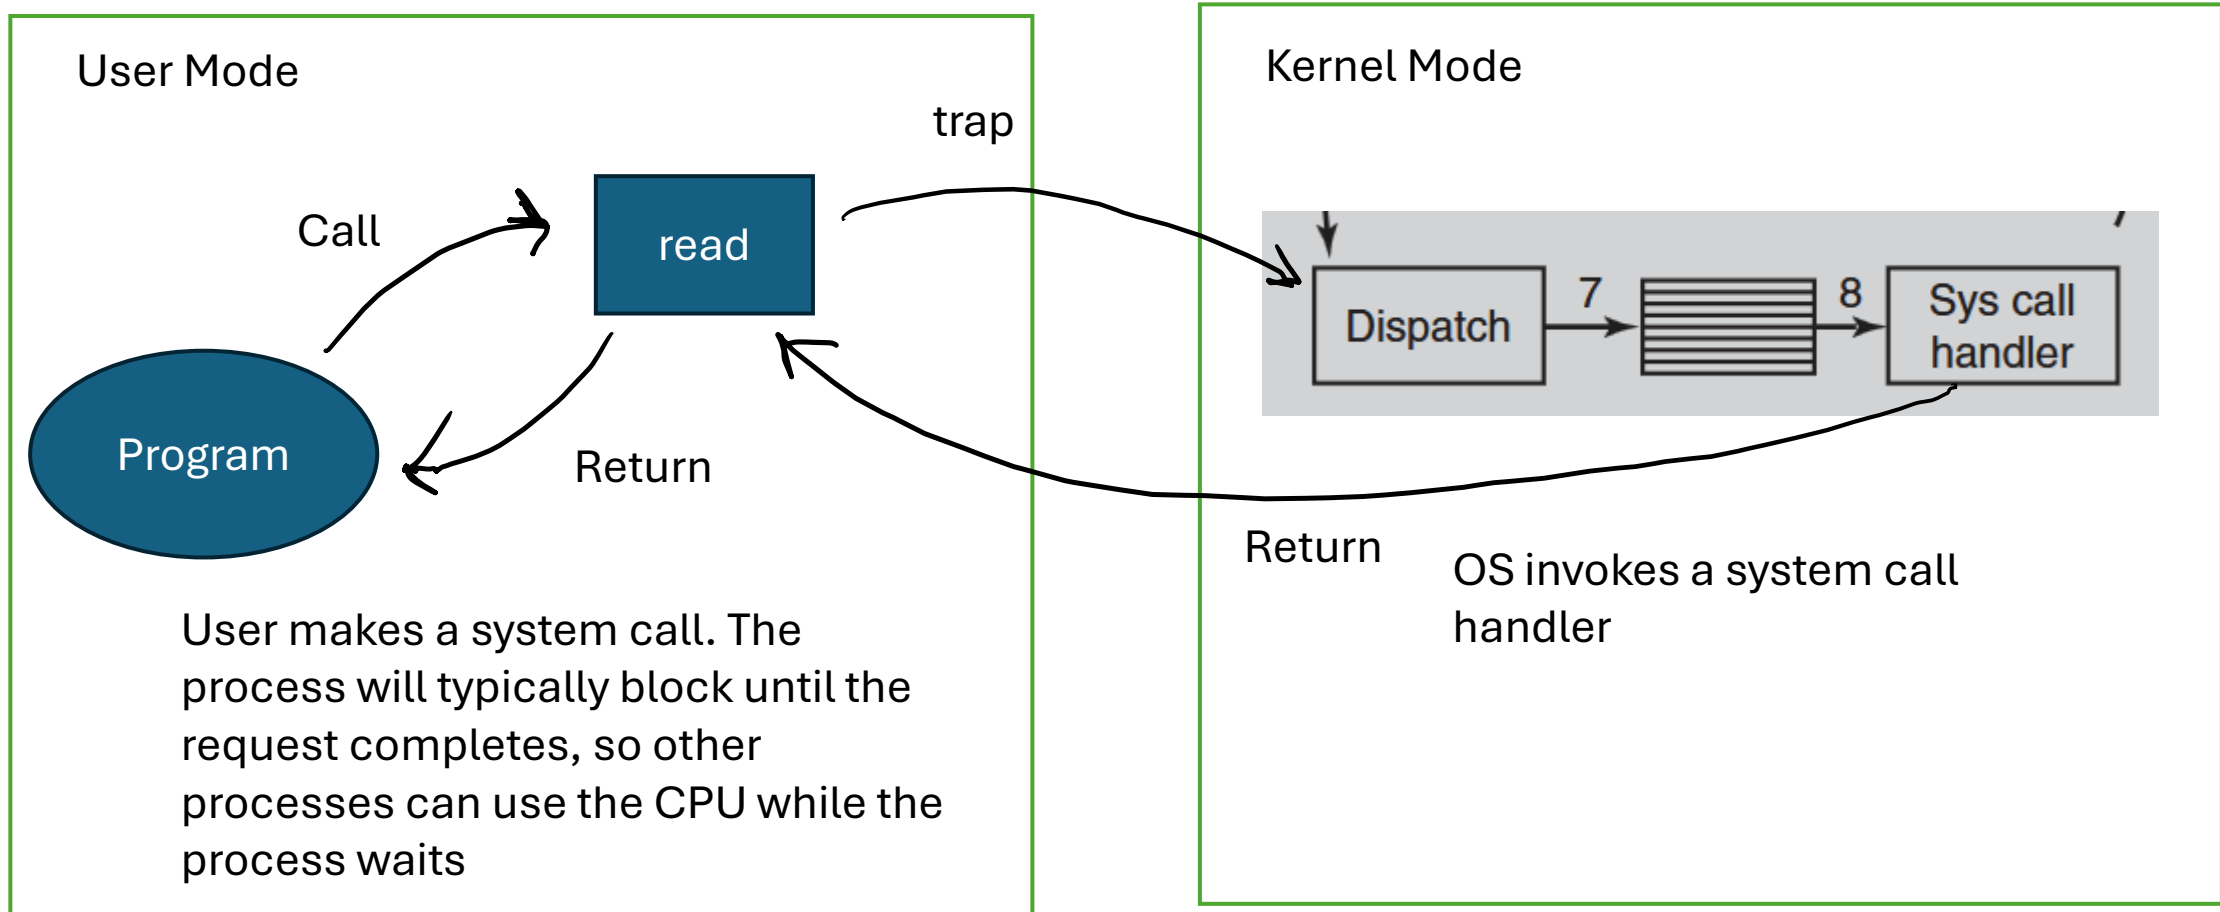 User Mode
Kernel Mode
trap
Call
read
7
8
Dispatch
Sys call
handler
Program
Return
Return
OS invokes a system call
handler
User makes a system call. The
process will typically block until the
request completes, so other
processes can use the CPU while the
process waits